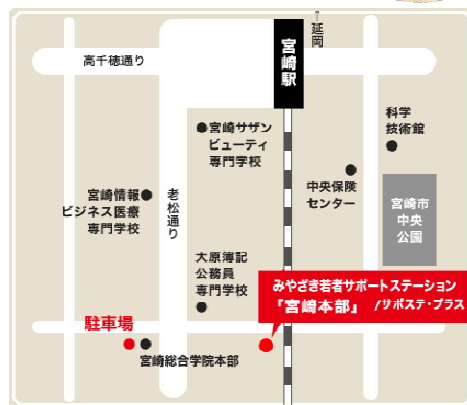 延岡
宮崎駅
高千穂通り
科学
技術館
宮崎サザン
ビューティ
専門学校
中央保険
センター
宮崎情報
ビジネス医療
専門学校
老松通り
宮崎市
中央
公園
大原簿記
公務員
専門学校
みやざき若者サポートステーション
「宮崎本部」 /サポステ・プラス
駐車場
宮崎総合学院本部